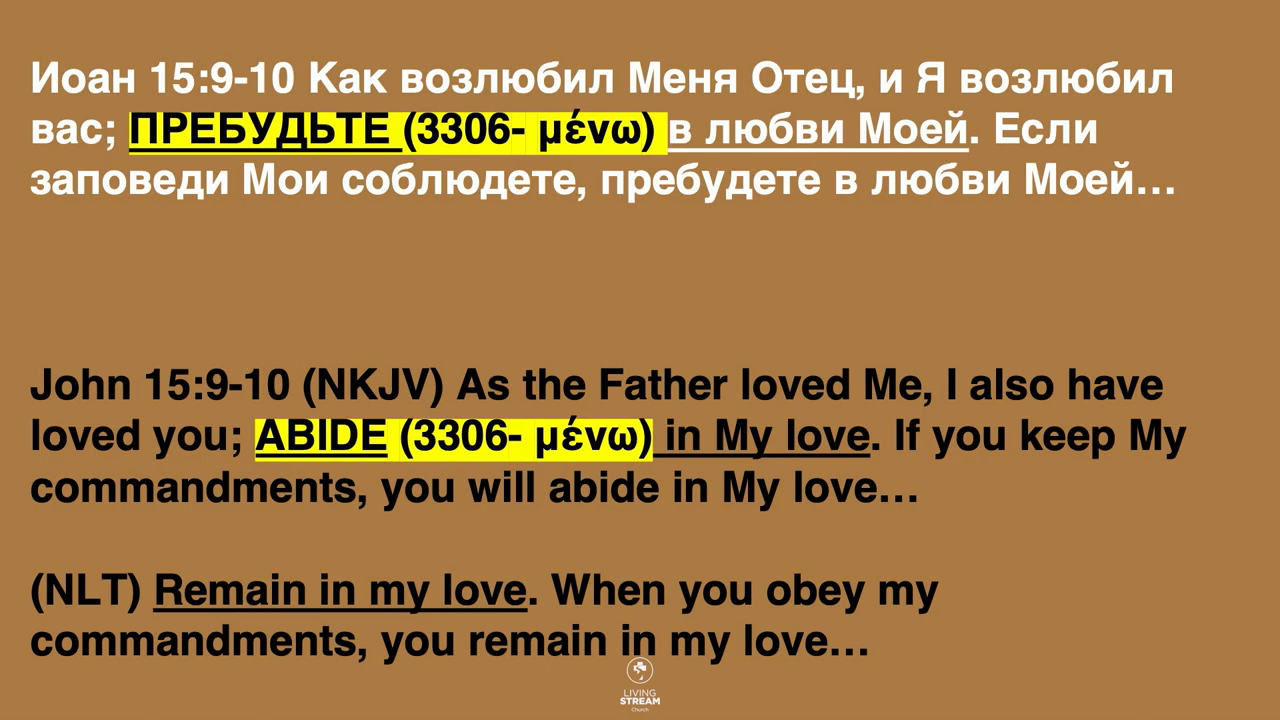 Иоан 15:9-10 Как возлюбил Меня Отец, и Я возлюбил
вас; ПРЕБУДЬТЕ (3306- μένω) в любви Моей. Если
заповеди Мои соблюдете, пребудете в любви Моей…
John 15:9-10 (NKJV) As the Father loved Me, I also have
loved you; ABIDE (3306- μένω) in My love. If you keep My
commandments, you will abide in My love…
(NLT) Remain in my love. When you obey my
commandments, you remain in my love…
LIVING
STREAM
Church